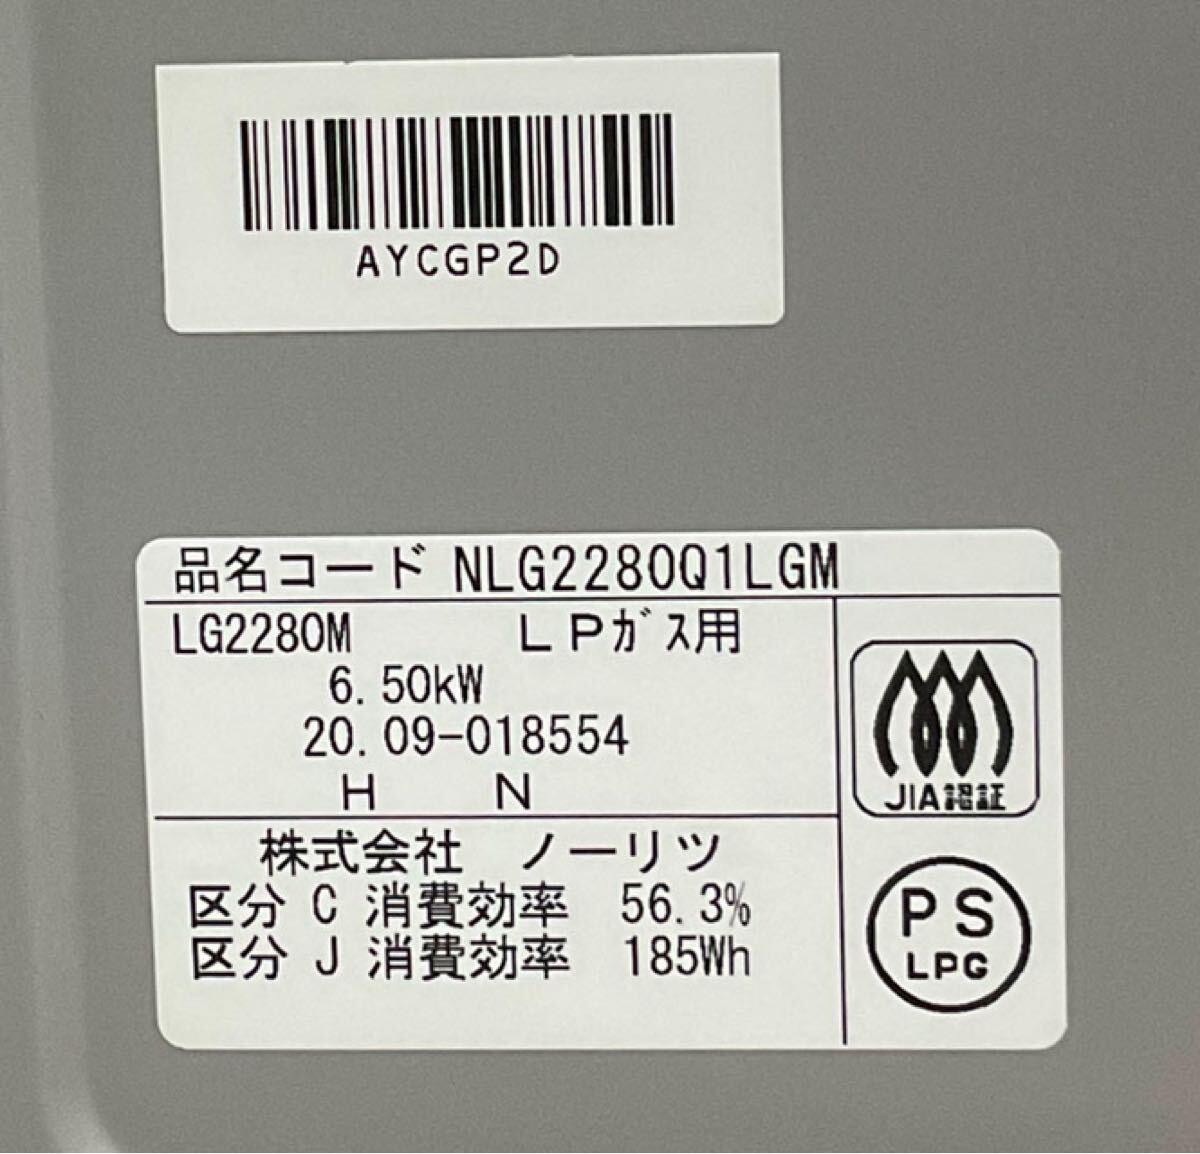 AYCGP2D
品名コード NLG2280Q1LGM
LG2280M LPガス用
6.50kW
20.09-018554
H N
JIA認証
株式会社 ノーリツ
区分 C 消費効率 56.3%
区分 J 消費効率 185Wh
PS
LPG